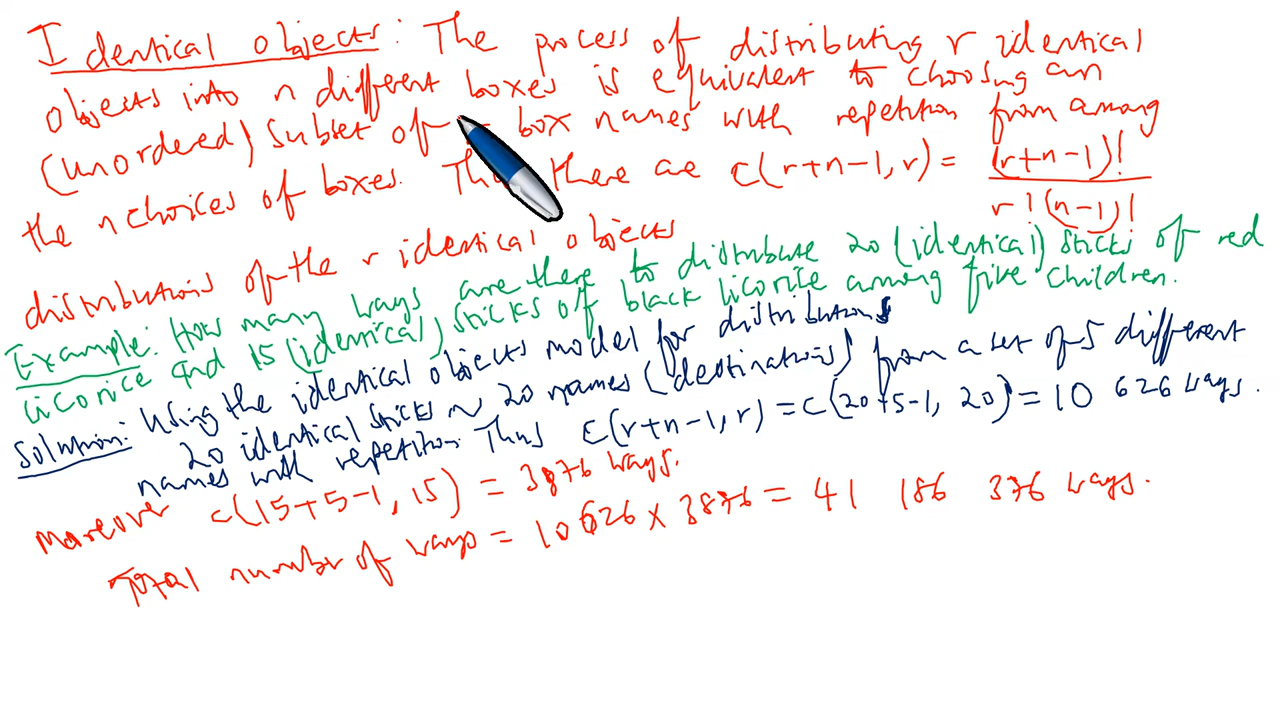 Identical objects: The process of distributing r identical
objects into n different boxes is equivalent to choosing an
(unordered) subset of box names with repetition from among
the n choices of boxes. there are C(r+n-1, r) = (r+n-1)! / r!(n-1)!
distributions of the r identical objects
Example: How many ways are there to distribute 20 (identical) sticks of red
licorice and 15 (identical) sticks of black licorice among five children.
Solution: Using the identical objects model for distributions
20 identical sticks ~ 20 names (destinations) from a set of 5 different
names with repetition. Thus C(r+n-1, r) = C(20+5-1, 20) = 10 626 ways.
Moreover C(15+5-1, 15) = 3876 ways.
Total number of ways = 10 626 × 3876 = 41 186 376 ways.